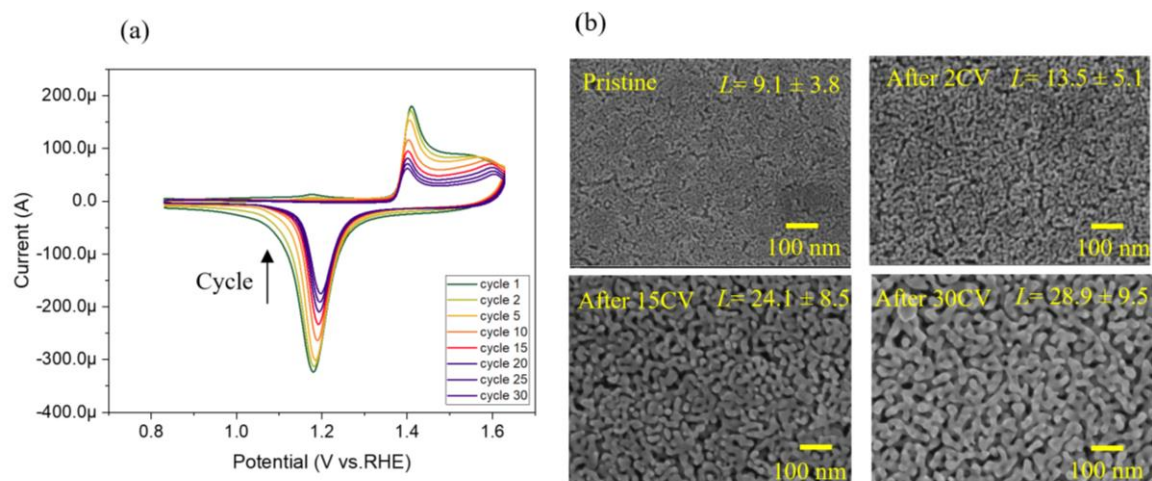 (a)
200.0µ
100.0µ
0.0
-100.0µ
-200.0µ
-300.0µ
-400.0µ
Current (A)
Cycle
cycle 1
cycle 2
cycle 5
cycle 10
cycle 15
cycle 20
cycle 25
cycle 30
0.8 1.0 1.2 1.4 1.6
Potential (V vs.RHE)
(b)
Pristine L= 9.1 ± 3.8
100 nm
After 2CV L= 13.5 ± 5.1
100 nm
After 15CV L= 24.1 ± 8.5
100 nm
After 30CV L= 28.9 ± 9.5
100 nm